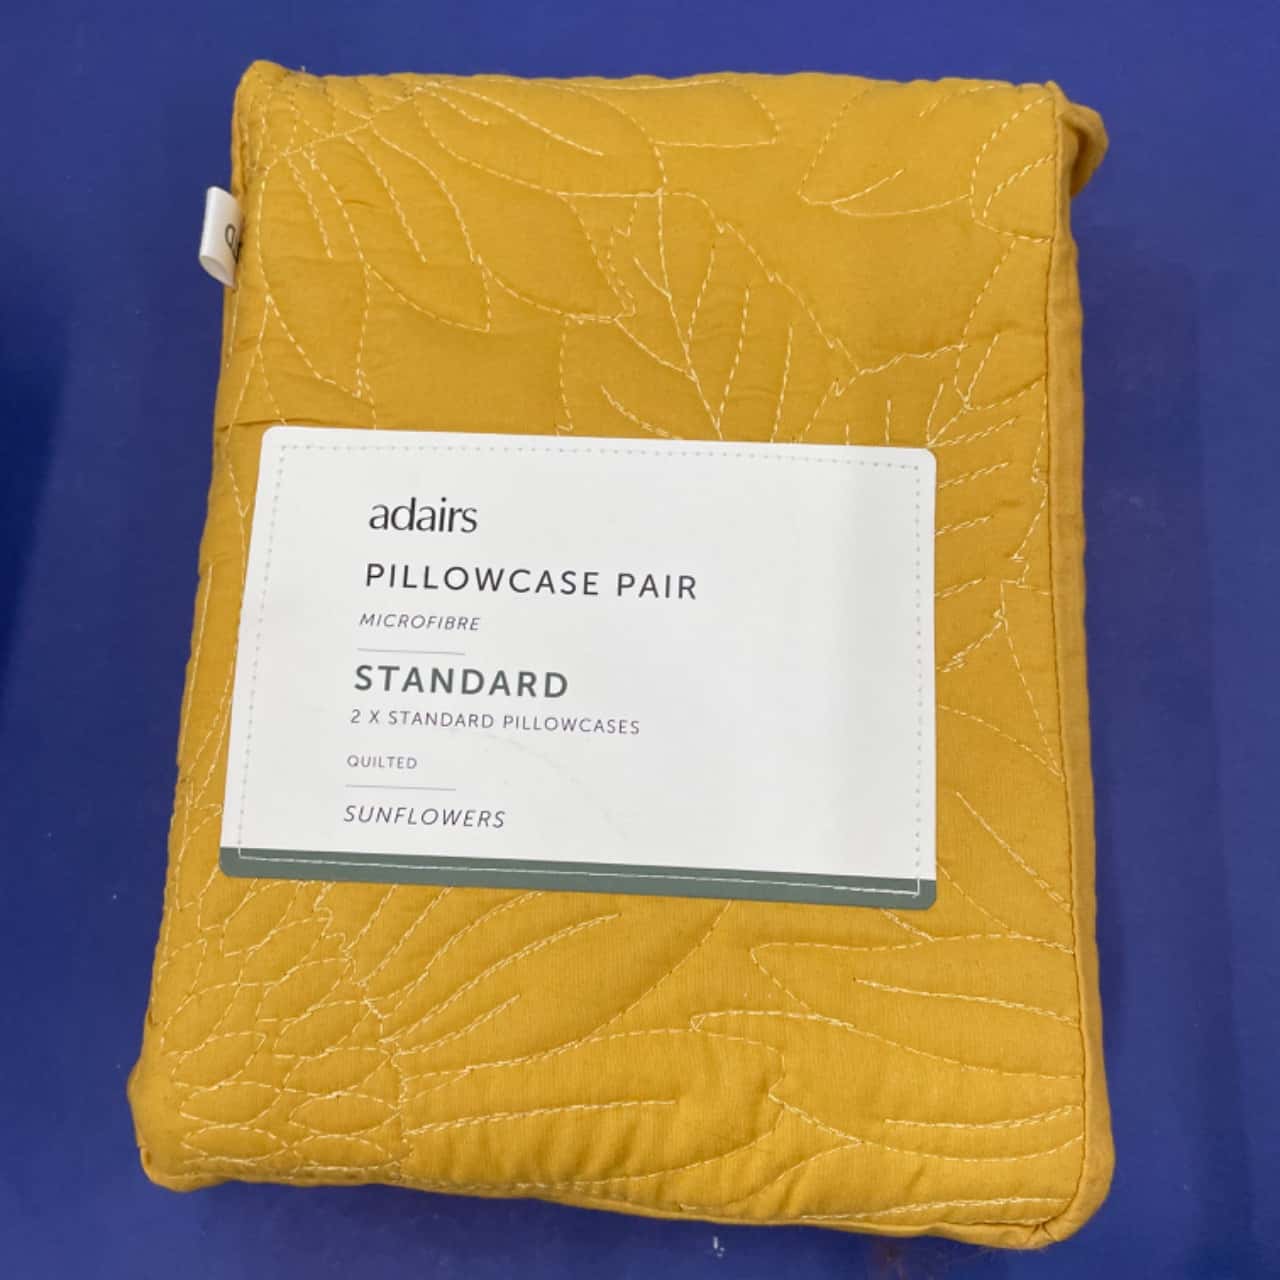 adairs
PILLOWCASE PAIR
MICROFIBRE
STANDARD
2 X STANDARD PILLOWCASES
QUILTED
SUNFLOWERS